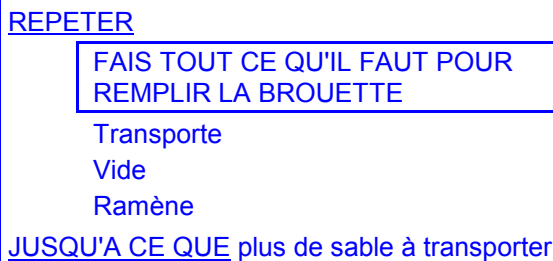 REPETER
FAIS TOUT CE QU'IL FAUT POUR
REMPLIR LA BROUETTE
Transporte
Vide
Ramène
JUSQU'A CE QUE plus de sable à transporter